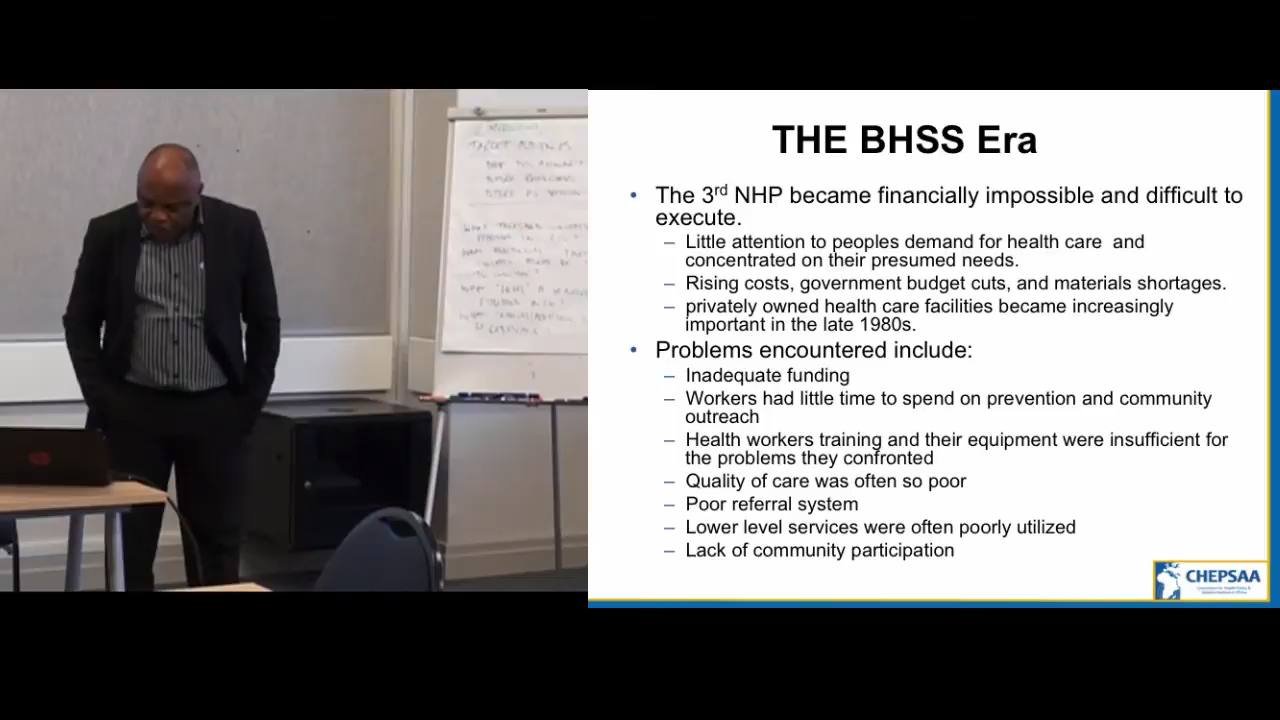 TARGET AUDIENCES
THE BHSS Era
• The 3rd NHP became financially impossible and difficult to
execute.
– Little attention to peoples demand for health care and
concentrated on their presumed needs.
– Rising costs, government budget cuts, and materials shortages.
– privately owned health care facilities became increasingly
important in the late 1980s.
• Problems encountered include:
– Inadequate funding
– Workers had little time to spend on prevention and community
outreach
– Health workers training and their equipment were insufficient for
the problems they confronted
– Quality of care was often so poor
– Poor referral system
– Lower level services were often poorly utilized
– Lack of community participation
CHEPSAA